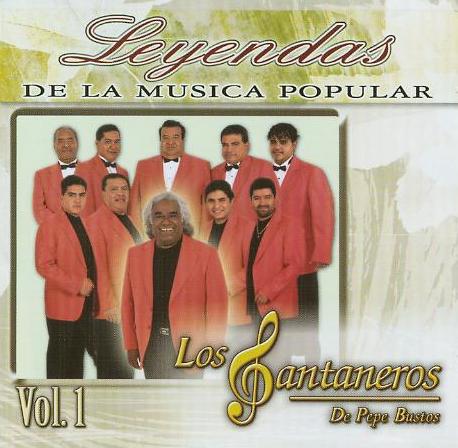 Leyendas
DE LA MUSICA POPULAR
Los Santaneros
De Pepe Bustos
Vol. 1